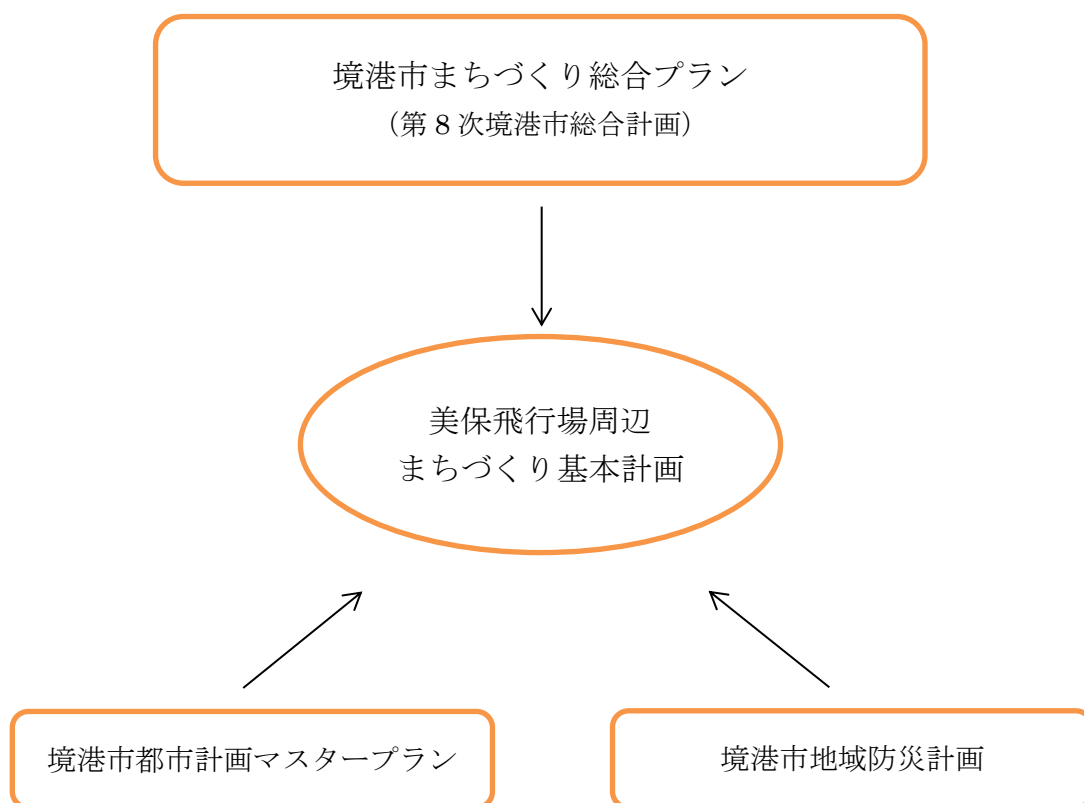 境港市まちづくり総合プラン
（第８次境港市総合計画）
美保飛行場周辺
まちづくり基本計画
境港市都市計画マスタープラン
境港市地域防災計画